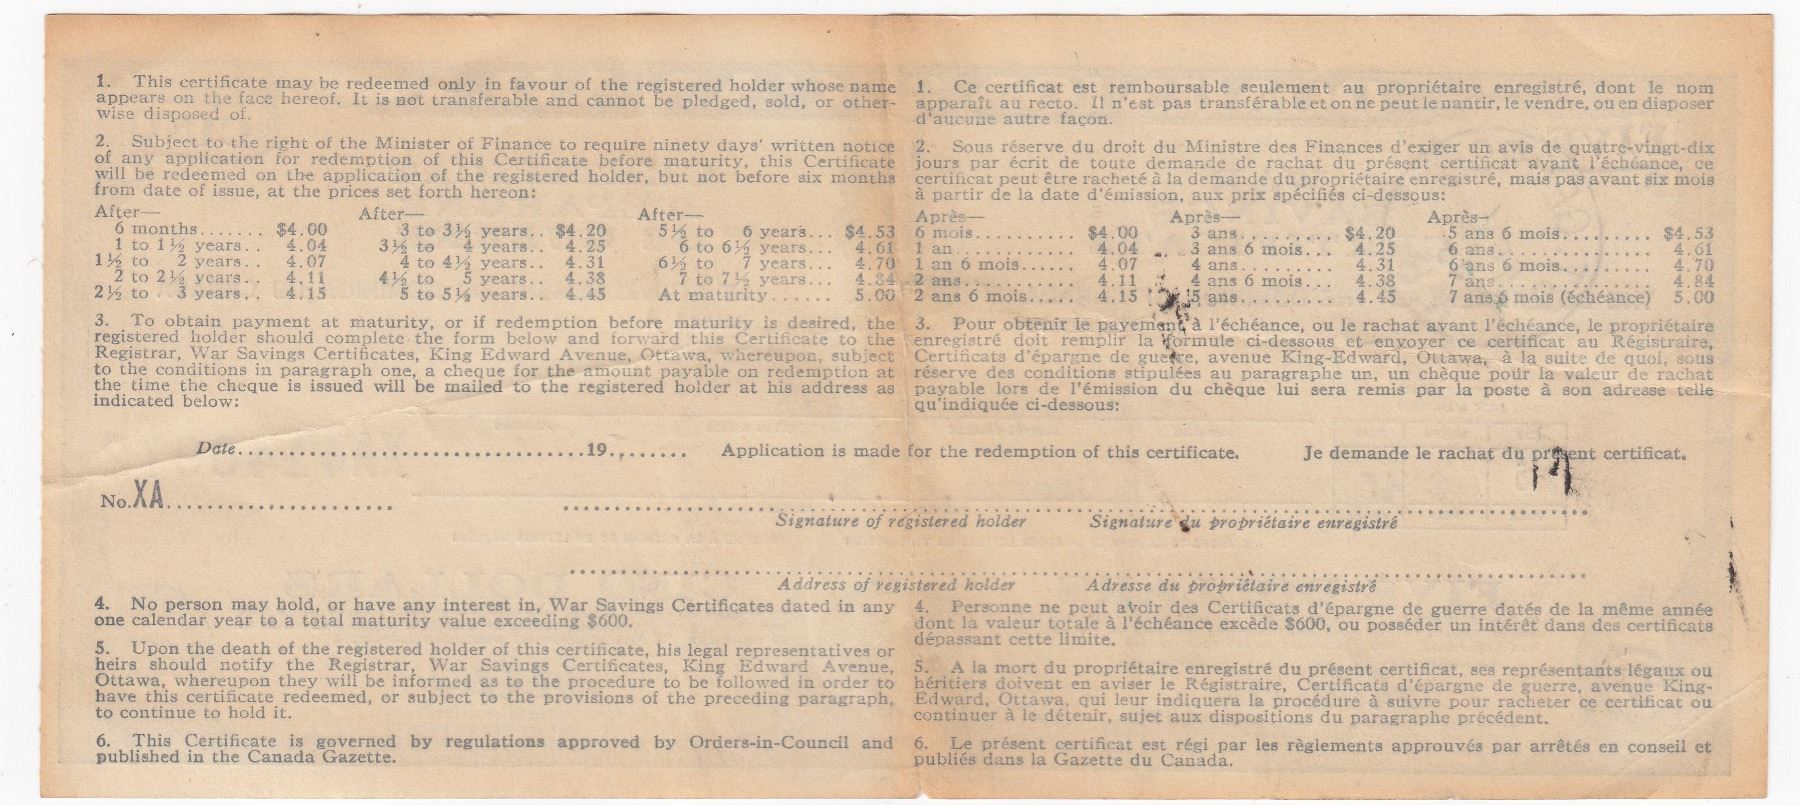 1. This certificate may be redeemed only in favour of the registered holder whose name
appears on the face hereof. It is not transferable and cannot be pledged, sold, or other-
wise disposed of.
2. Subject to the right of the Minister of Finance to require ninety days' written notice
of any application for redemption of this Certificate before maturity, this Certificate
will be redeemed on the application of the registered holder, but not before six months
from date of issue, at the prices set forth hereon:
After— After— After—
6 months....... $4.00 3 to 3½ years.. $4.20 5½ to 6 years... $4.53
1 to 1½ years.. 4.04 3½ to 4 years.. 4.25 6 to 6½ years... 4.61
1½ to 2 years.. 4.07 4 to 4½ years.. 4.31 6½ to 7 years... 4.70
2 to 2½ years.. 4.11 4½ to 5 years.. 4.38 7 to 7½ years... 4.84
2½ to 3 years.. 4.15 5 to 5½ years.. 4.45 At maturity....... 5.00
3. To obtain payment at maturity, or if redemption before maturity is desired, the
registered holder should complete the form below and forward this Certificate to the
Registrar, War Savings Certificates, King Edward Avenue, Ottawa, whereupon, subject
to the conditions in paragraph one, a cheque for the amount payable on redemption at
the time the cheque is issued will be mailed to the registered holder at his address as
indicated below:
1. Ce certificat est remboursable seulement au propriétaire enregistré, dont le nom
apparaît au recto. Il n'est pas transférable et on ne peut le nantir, le vendre, ou en disposer
d'aucune autre façon.
2. Sous réserve du droit du Ministre des Finances d'exiger un avis de quatre-vingt-dix
jours par écrit de toute demande de rachat du présent certificat avant l'échéance, ce
certificat peut être racheté à la demande du propriétaire enregistré, mais pas avant six mois
à partir de la date d'émission, aux prix spécifiés ci-dessous:
Après— Après— Après—
6 mois........... $4.00 3 ans.......... $4.20 5 ans 6 mois.......... $4.53
1 an ............ 4.04 3 ans 6 mois... 4.25 6 ans................ 4.61
1 an 6 mois...... 4.07 4 ans.......... 4.31 6 ans 6 mois.......... 4.70
2 ans............ 4.11 4 ans 6 mois... 4.38 7 ans................ 4.84
2 ans 6 mois..... 4.15 5 ans.......... 4.45 7 ans 6 mois (échéance) 5.00
3. Pour obtenir le payement à l'échéance, ou le rachat avant l'échéance, le propriétaire
enregistré doit remplir la formule ci-dessous et envoyer ce certificat au Régistraire,
Certificats d'épargne de guerre, avenue King-Edward, Ottawa, à la suite de quoi, sous
réserve des conditions stipulées au paragraphe un, un chèque pour la valeur de rachat
payable lors de l'émission du chèque lui sera remis par la poste à son adresse telle
qu'indiquée ci-dessous:
Date..................................19........ Application is made for the redemption of this certificate. Je demande le rachat du présent certificat.
No. XA.......................
Signature of registered holder Signature du propriétaire enregistré
Address of registered holder Adresse du propriétaire enregistré
4. No person may hold, or have any interest in, War Savings Certificates dated in any
one calendar year to a total maturity value exceeding $600.
5. Upon the death of the registered holder of this certificate, his legal representatives or
heirs should notify the Registrar, War Savings Certificates, King Edward Avenue,
Ottawa, whereupon they will be informed as to the procedure to be followed in order to
have this certificate redeemed, or subject to the provisions of the preceding paragraph,
to continue to hold it.
6. This Certificate is governed by regulations approved by Orders-in-Council and
published in the Canada Gazette.
4. Personne ne peut avoir des Certificats d'épargne de guerre datés de la même année
dont la valeur totale à l'échéance excède $600, ou posséder un intérêt dans des certificats
dépassant cette limite.
5. A la mort du propriétaire enregistré du présent certificat, ses représentants légaux ou
héritiers doivent en aviser le Régistraire, Certificats d'épargne de guerre, avenue King-
Edward, Ottawa, qui leur indiquera la procédure à suivre pour racheter ce certificat ou
continuer à le détenir, sujet aux dispositions du paragraphe précédent.
6. Le présent certificat est régi par les règlements approuvés par arrêtés en conseil et
publiés dans la Gazette du Canada.